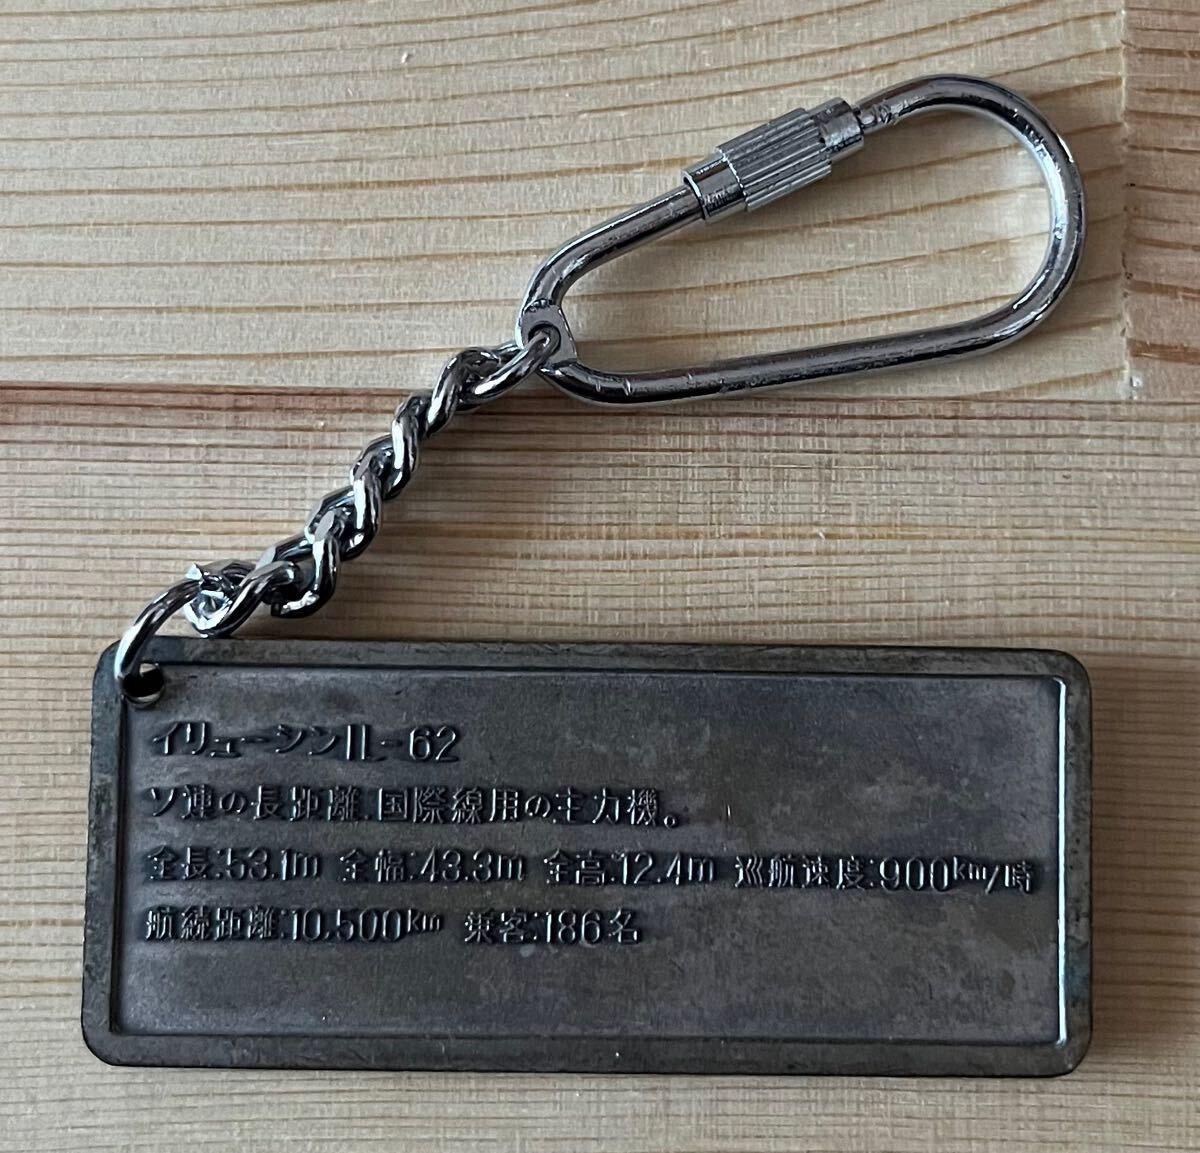 イリューシンIL-62
ソ連の長距離、国際線用の主力機。
全長:53.1m 全幅:43.3m 全高:12.4m 巡航速度:900km/時
航続距離:10,500km 乗客:186名